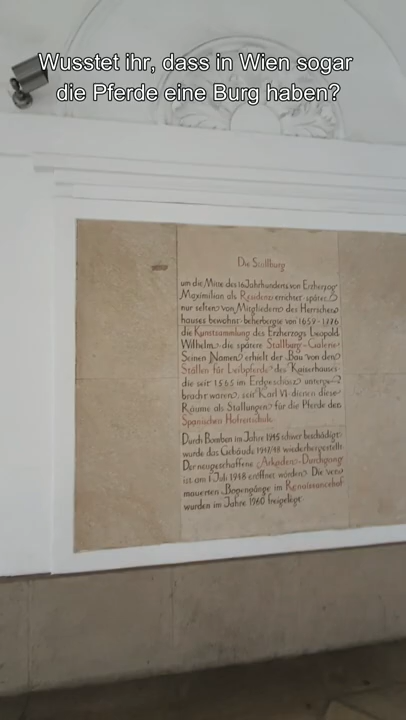 Wusstet ihr, dass in Wien sogar
die Pferde eine Burg haben?
Die Stallburg
um die Mitte des 16. Jahrhunderts von Erzherzog
Maximilian als Residenz errichtet, später
nur selten von Mitgliedern des Herrscher
hauses bewohnt, beherbergte von 1659-1776
die Kunstsammlung des Erzherzogs Leopold
Wilhelm, die spätere Stallburg-Galerie.
Seinen Namen erhielt der Bau von den
Ställen für Leibpferde des Kaiserhauses
die seit 1565 im Erdgeschoss unterge
bracht waren, seit Karl VI. dienen diese
Räume als Stallungen für die Pferde der
Spanischen Hofreitschule.
Durch Bomben im Jahre 1945 schwer beschädigt,
wurde das Gebäude 1947/48 wiederhergestellt.
Der neugeschaffene Arkaden-Durchgang
ist am 1. Juli 1948 eröffnet worden. Die verm
mauerten Bogengänge im Renaissancehof
wurden im Jahre 1960 freigelegt.